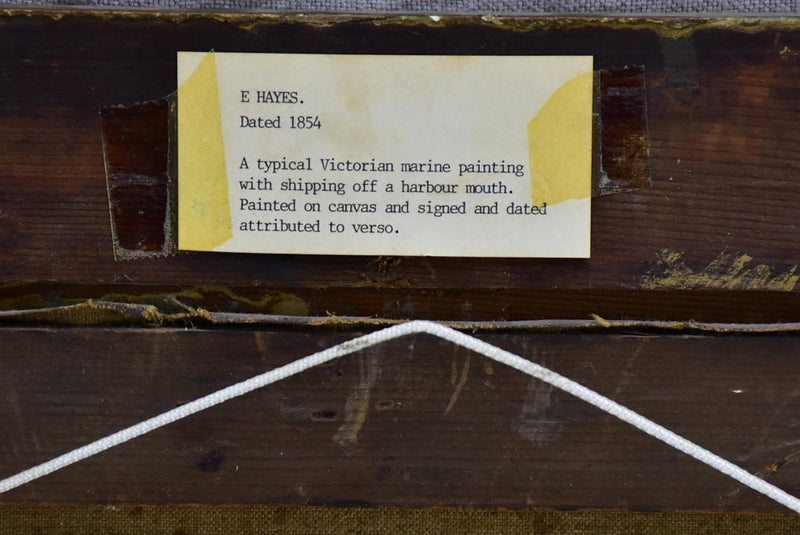 E HAYES.
Dated 1854
A typical Victorian marine painting
with shipping off a harbour mouth.
Painted on canvas and signed and dated
attributed to verso.